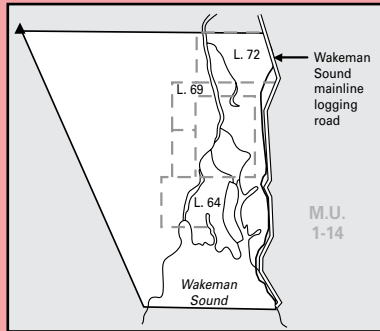 L. 72
Wakeman
Sound
mainline
logging
road
L. 69
L. 64
M.U.
1-14
Wakeman
Sound